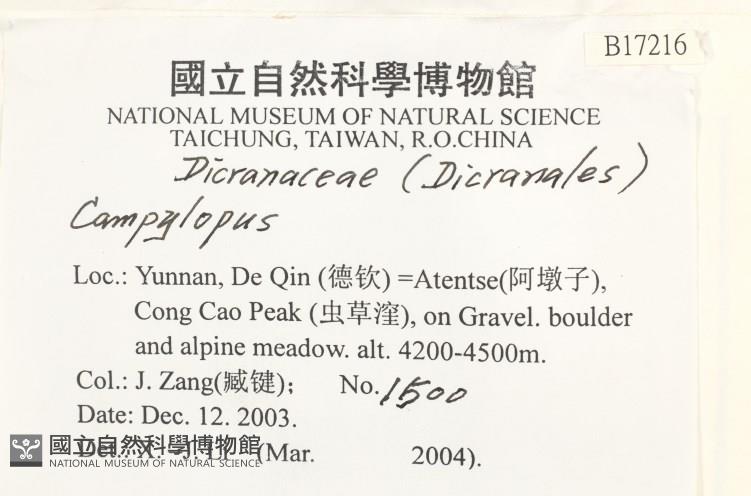 B17216
國立自然科學博物館
NATIONAL MUSEUM OF NATURAL SCIENCE
TAICHUNG, TAIWAN, R.O.CHINA
Dicranaceae (Dicranales)
Campylopus
Loc.: Yunnan, De Qin (德钦) =Atentse(阿墩子),
Cong Cao Peak (虫草漥), on Gravel. boulder
and alpine meadow. alt. 4200-4500m.
Col.: J. Zang(臧键); No. 1500
Date: Dec. 12. 2003.
Det.: X. -J. Li (Mar. 2004).
國立自然科學博物館
NATIONAL MUSEUM OF NATURAL SCIENCE